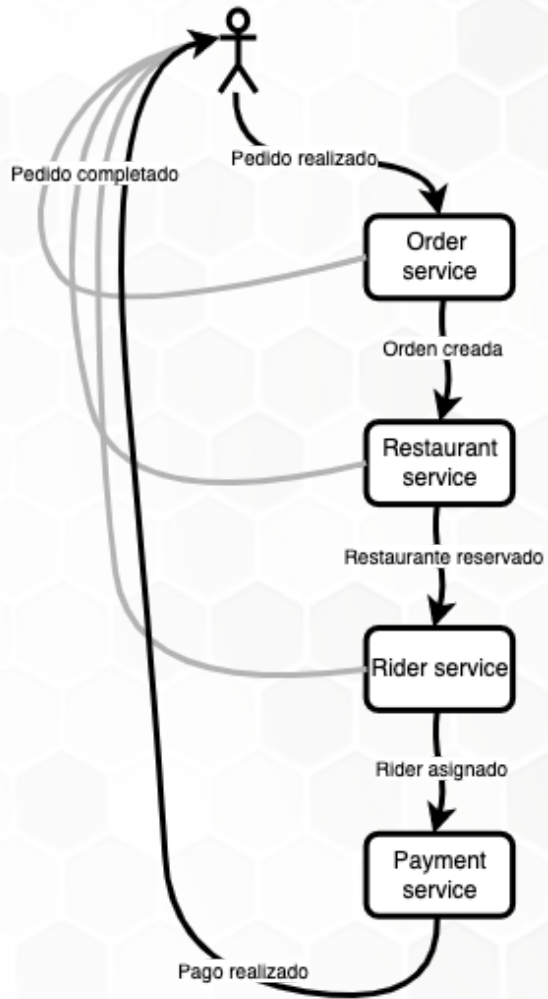 Pedido realizado
Pedido completado
Order
service
Orden creada
Restaurant
service
Restaurante reservado
Rider service
Rider asignado
Payment
service
Pago realizado